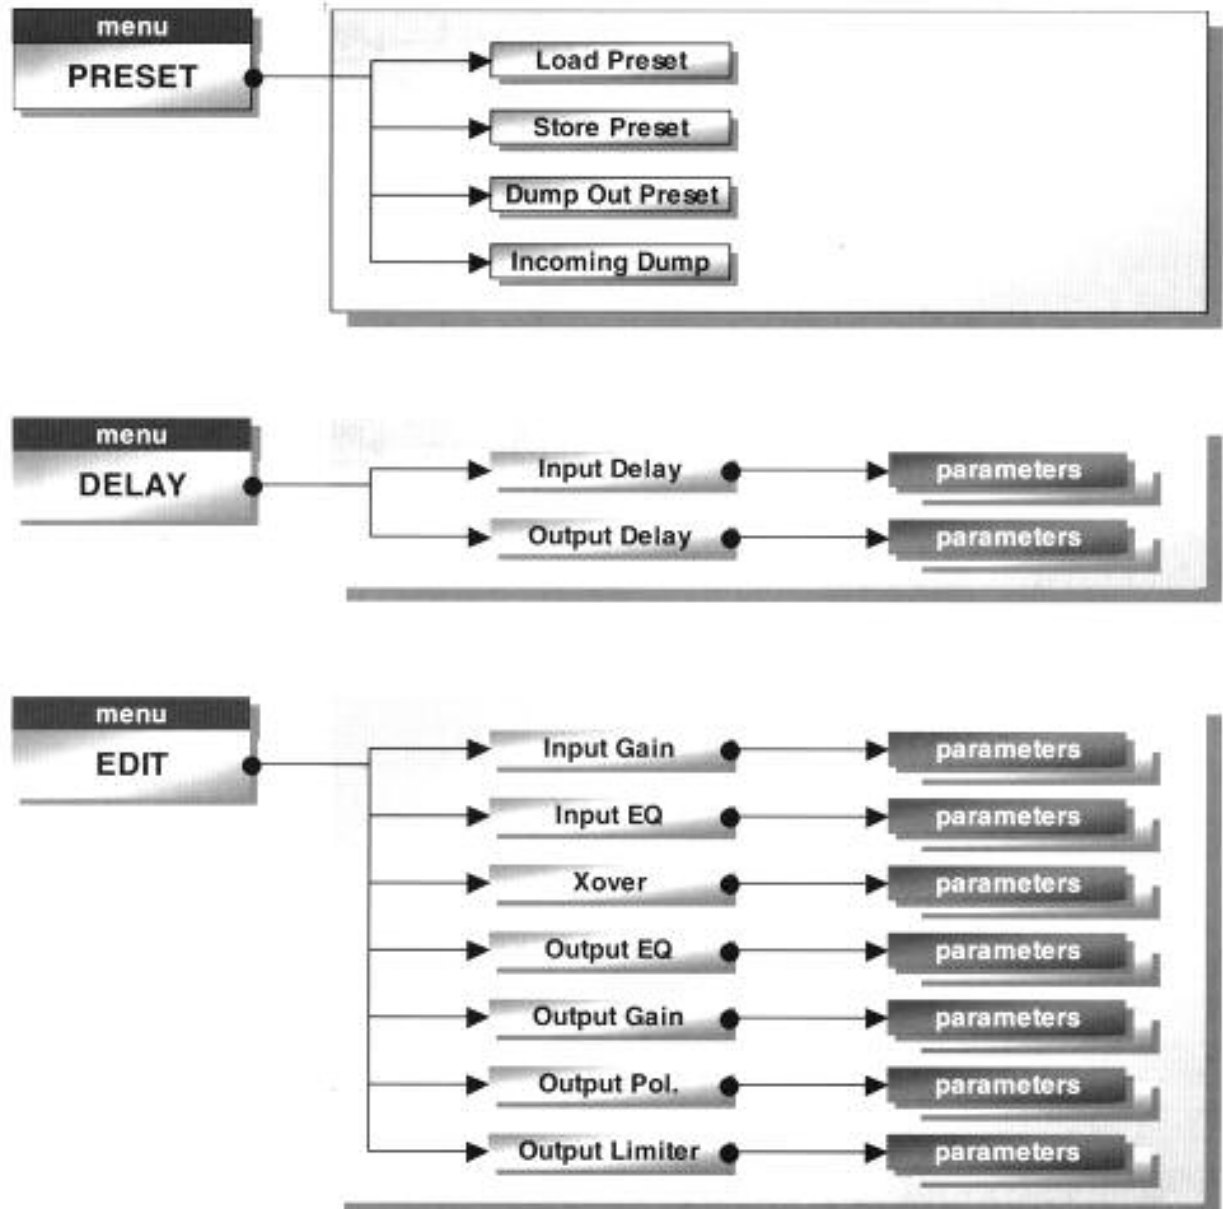 menu
PRESET
Load Preset
Store Preset
Dump Out Preset
Incoming Dump
menu
DELAY
Input Delay parameters
Output Delay parameters
menu
EDIT
Input Gain parameters
Input EQ parameters
Xover parameters
Output EQ parameters
Output Gain parameters
Output Pol. parameters
Output Limiter parameters